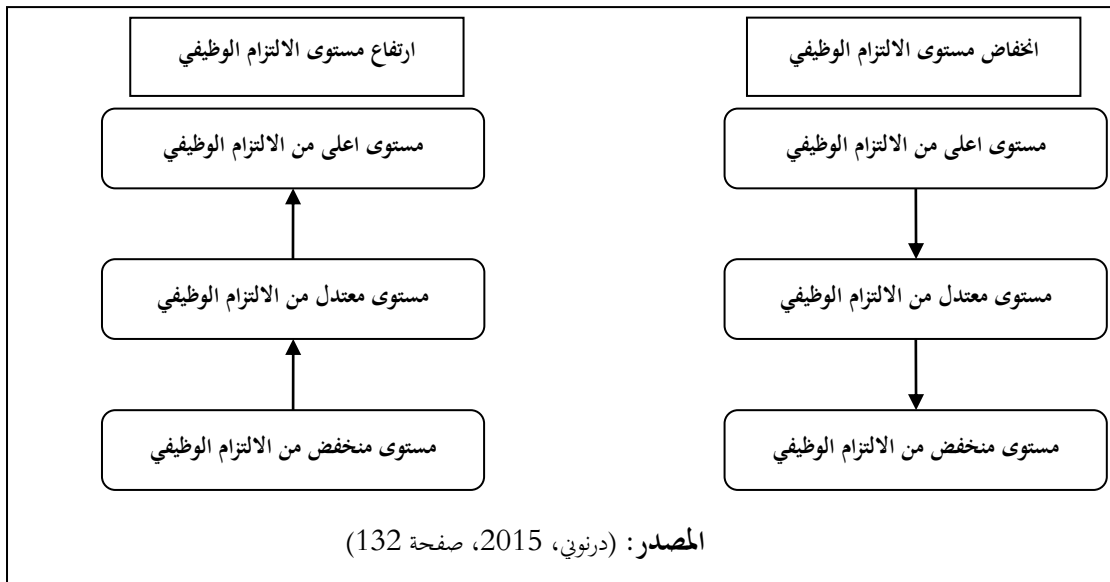 انخفاض مستوى الالتزام الوظيفي
مستوى اعلى من الالتزام الوظيفي
مستوى معتدل من الالتزام الوظيفي
مستوى منخفض من الالتزام الوظيفي
ارتفاع مستوى الالتزام الوظيفي
مستوى اعلى من الالتزام الوظيفي
مستوى معتدل من الالتزام الوظيفي
مستوى منخفض من الالتزام الوظيفي
المصدر: (درنوني، 2015، صفحة 132)